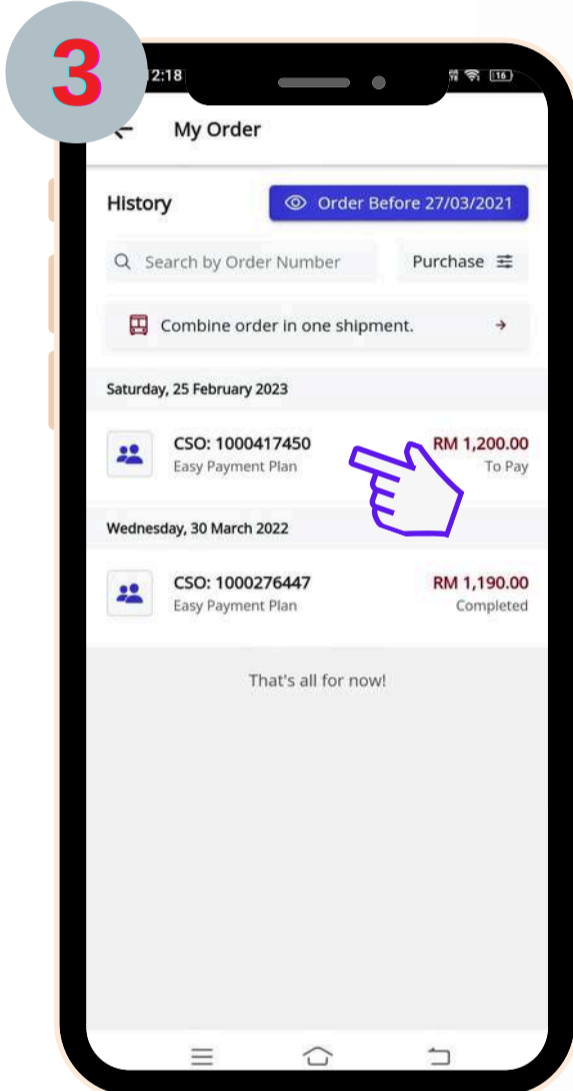 3
2:18
16
My Order
History
Order Before 27/03/2021
Search by Order Number
Purchase
Combine order in one shipment.
Saturday, 25 February 2023
CSO: 1000417450
RM 1,200.00
Easy Payment Plan
To Pay
Wednesday, 30 March 2022
CSO: 1000276447
RM 1,190.00
Easy Payment Plan
Completed
That's all for now!